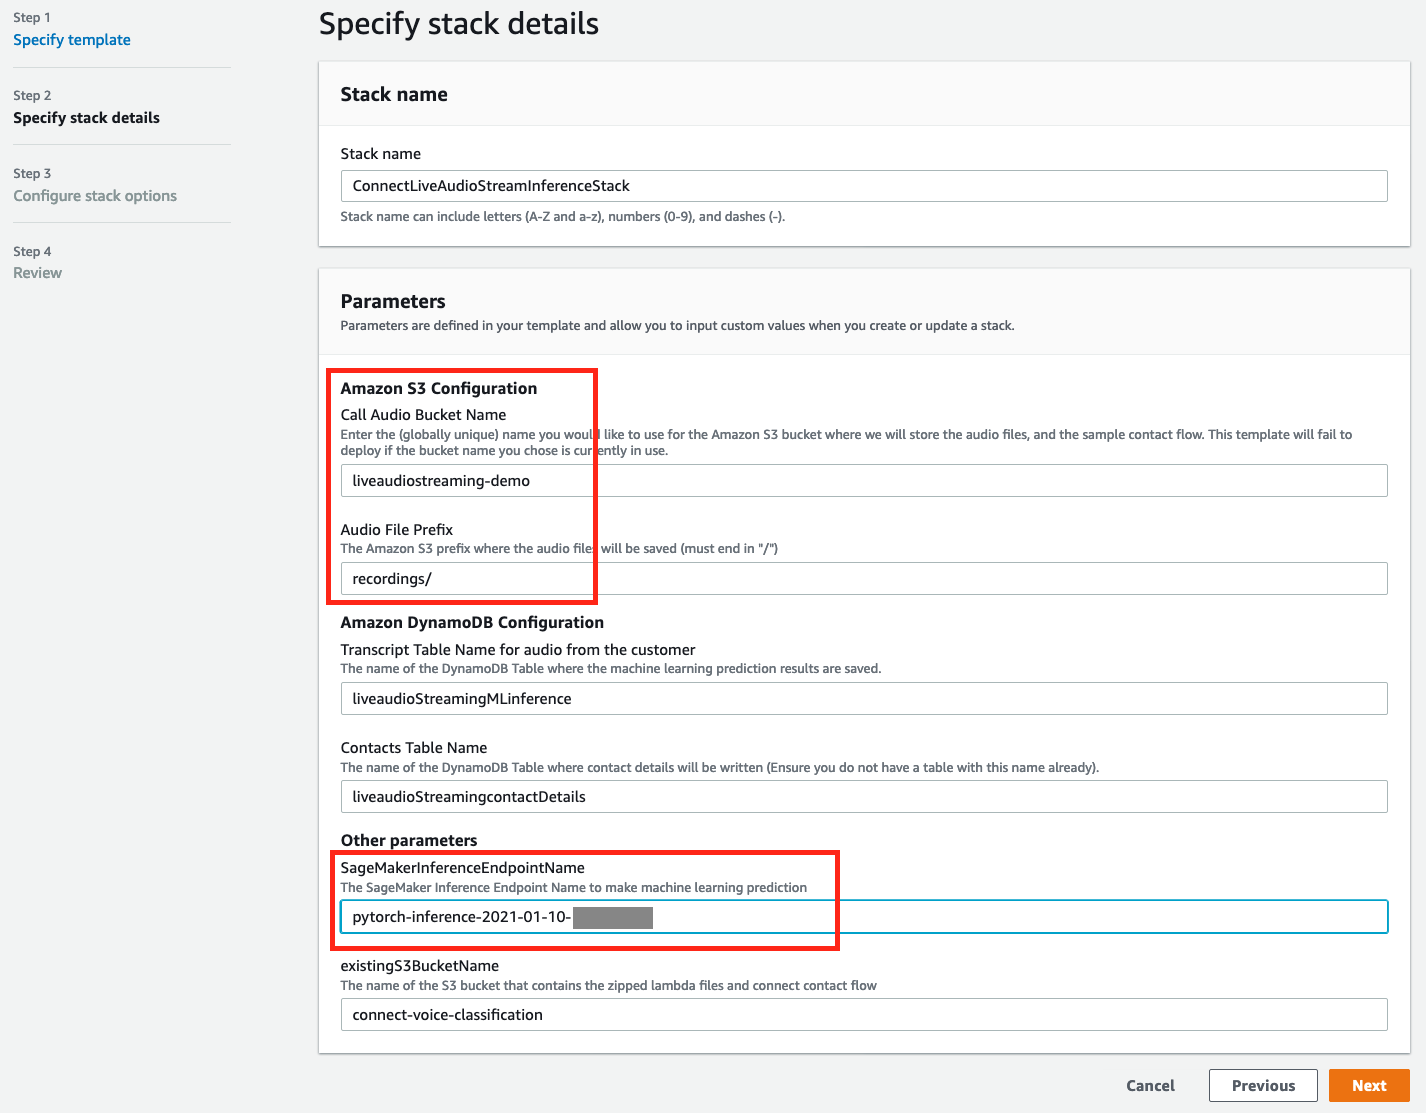 Step 1
Specify template
Step 2
Specify stack details
Step 3
Configure stack options
Step 4
Review
Specify stack details
Stack name
Stack name
ConnectLiveAudioStreamInferenceStack
Stack name can include letters (A-Z and a-z), numbers (0-9), and dashes (-).
Parameters
Parameters are defined in your template and allow you to input custom values when you create or update a stack.
Amazon S3 Configuration
Call Audio Bucket Name
Enter the (globally unique) name you would like to use for the Amazon S3 bucket where we will store the audio files, and the sample contact flow. This template will fail to
deploy if the bucket name you chose is currently in use.
liveaudiostreaming-demo
Audio File Prefix
The Amazon S3 prefix where the audio files will be saved (must end in "/")
recordings/
Amazon DynamoDB Configuration
Transcript Table Name for audio from the customer
The name of the DynamoDB Table where the machine learning prediction results are saved.
liveaudioStreamingMLinference
Contacts Table Name
The name of the DynamoDB Table where contact details will be written (Ensure you do not have a table with this name already).
liveaudioStreamingcontactDetails
Other parameters
SageMakerInferenceEndpointName
The SageMaker Inference Endpoint Name to make machine learning prediction
pytorch-inference-2021-01-10-
existingS3BucketName
The name of the S3 bucket that contains the zipped lambda files and connect contact flow
connect-voice-classification
Cancel
Previous
Next